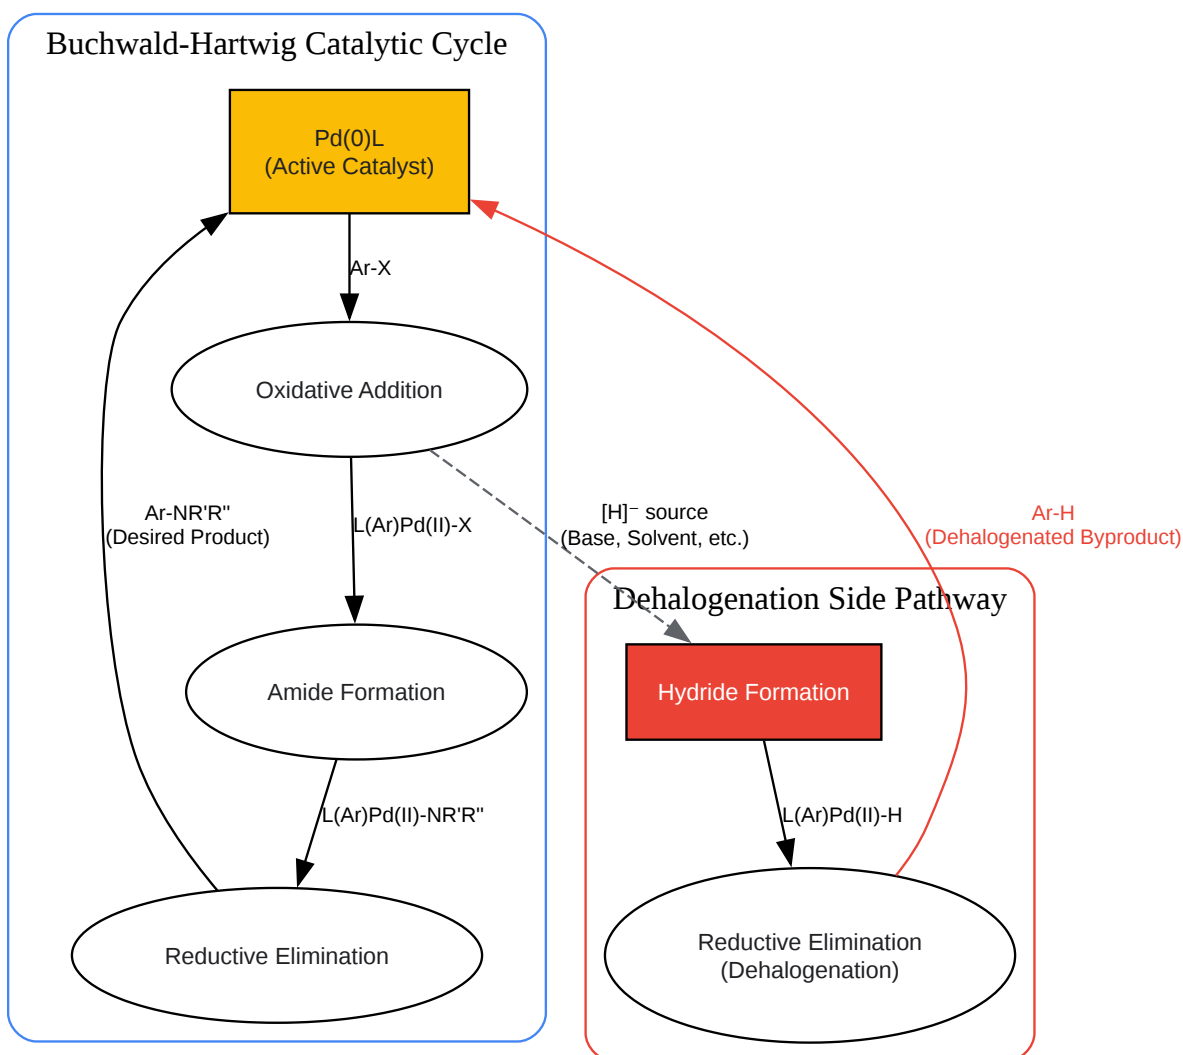 Buchwald-Hartwig Catalytic Cycle
Pd(0)L
(Active Catalyst)
Ar-X
Oxidative Addition
Ar-NR'R"
(Desired Product)
L(Ar)Pd(II)-X
[H]⁻ source
(Base, Solvent, etc.)
Ar-H
(Dehalogenated Byproduct)
Dehalogenation Side Pathway
Amide Formation
Hydride Formation
L(Ar)Pd(II)-NR'R"
L(Ar)Pd(II)-H
Reductive Elimination
Reductive Elimination
(Dehalogenation)